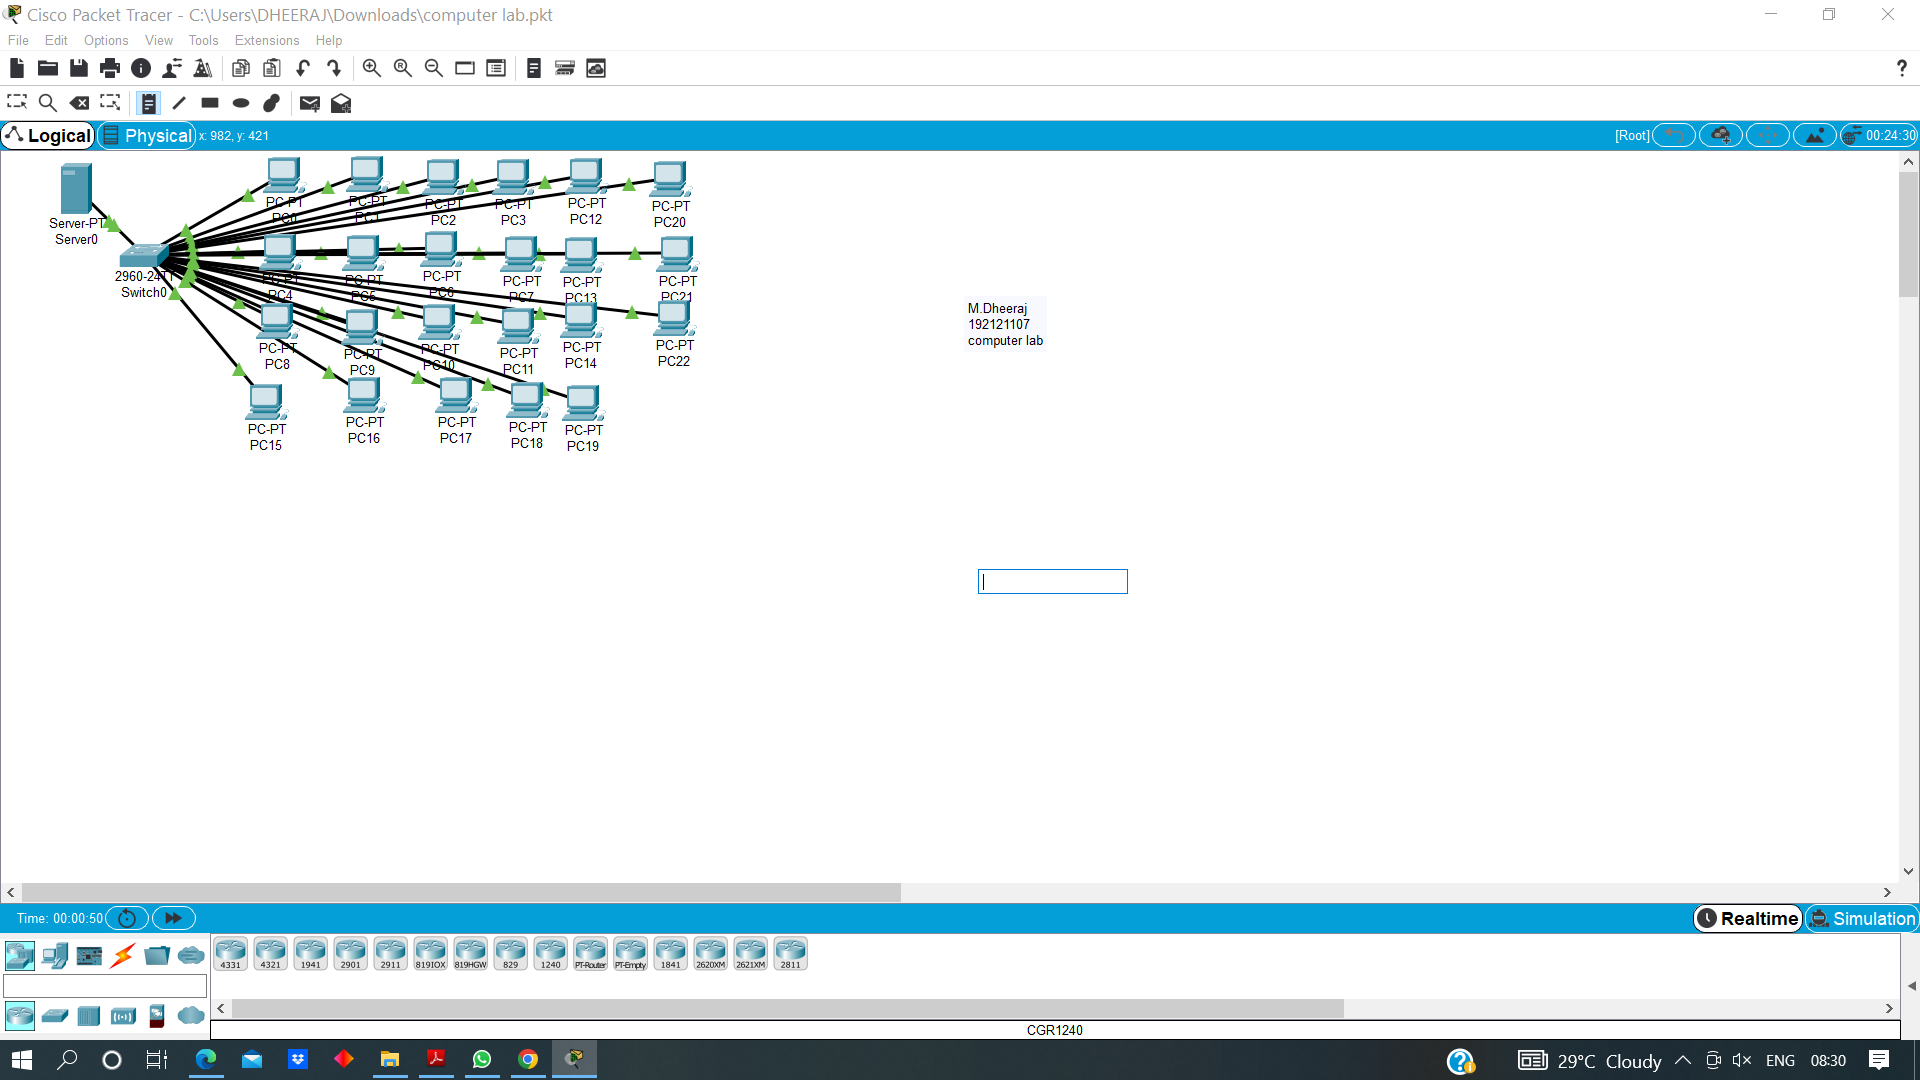 Cisco Packet Tracer - C:\Users\DHEERAJ\Downloads\computer lab.pkt
File Edit Options View Tools Extensions Help
?
Logical Physical x: 982, y: 421 [Root] 00:24:30
Server-PT
Server0
2960-24TT
Switch0
PC-PT
PC0
PC-PT
PC1
PC-PT
PC2
PC-PT
PC3
PC-PT
PC12
PC-PT
PC20
PC-PT
PC4
PC-PT
PC5
PC-PT
PC6
PC-PT
PC7
PC-PT
PC13
PC-PT
PC21
PC-PT
PC8
PC-PT
PC9
PC-PT
PC10
PC-PT
PC11
PC-PT
PC14
PC-PT
PC22
PC-PT
PC15
PC-PT
PC16
PC-PT
PC17
PC-PT
PC18
PC-PT
PC19
M.Dheeraj
192121107
computer lab
Time: 00:00:50 Realtime Simulation
4331 4321 1941 2901 2911 819IOX 819HGW 829 1240 PT-Router PT-Empty 1841 2620XM 2621XM 2811
CGR1240
29°C Cloudy ENG 08:30